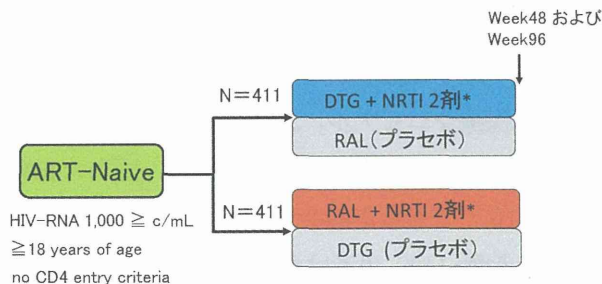 Week48 および
Week96
N＝411
DTG + NRTI 2剤*
RAL(プラセボ)
ART-Naive
HIV-RNA 1,000 ≧ c/mL
≧18 years of age
no CD4 entry criteria
N＝411
RAL + NRTI 2剤*
DTG (プラセボ)